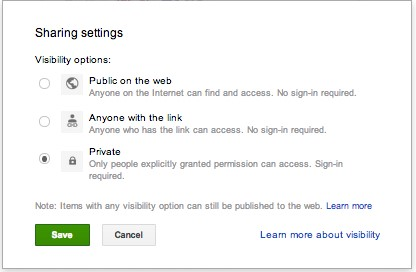 Sharing settings
Visibility options:
Public on the web
Anyone on the Internet can find and access. No sign-in required.
Anyone with the link
Anyone who has the link can access. No sign-in required.
Private
Only people explicitly granted permission can access. Sign-in
required.
Note: Items with any visibility option can still be published to the web. Learn more
Save Cancel Learn more about visibility